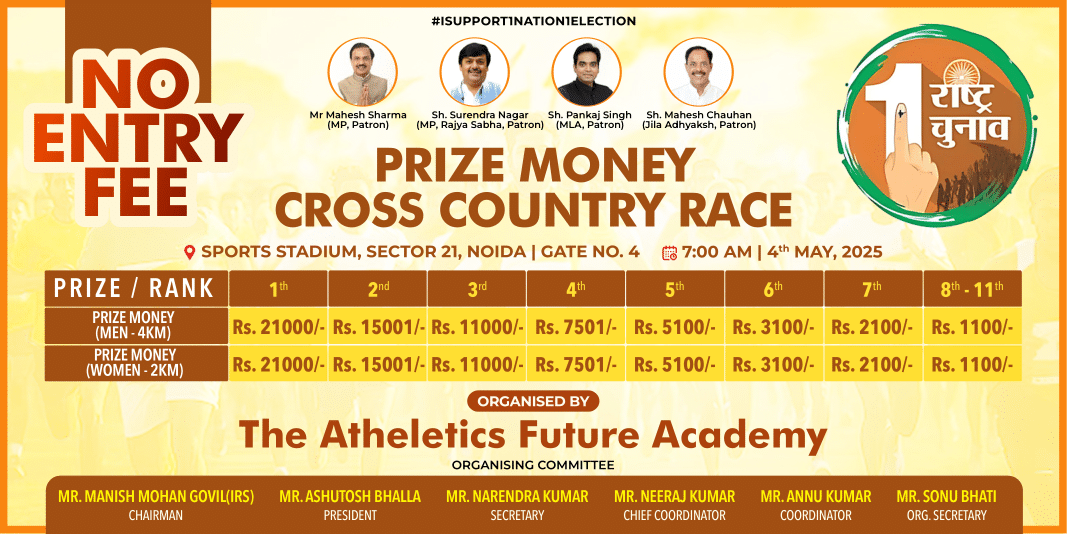 #ISUPPORT1NATION1ELECTION
NO
ENTRY
FEE
Mr Mahesh Sharma
(MP, Patron)
Sh. Surendra Nagar
(MP, Rajya Sabha, Patron)
Sh. Pankaj Singh
(MLA, Patron)
Sh. Mahesh Chauhan
(Jila Adhyaksh, Patron)
1 राष्ट्र
चुनाव
PRIZE MONEY
CROSS COUNTRY RACE
SPORTS STADIUM, SECTOR 21, NOIDA | GATE NO. 4 7:00 AM | 4th MAY, 2025
PRIZE / RANK 1th 2nd 3rd 4th 5th 6th 7th 8th - 11th
PRIZE MONEY
(MEN - 4KM) Rs. 21000/- Rs. 15001/- Rs. 11000/- Rs. 7501/- Rs. 5100/- Rs. 3100/- Rs. 2100/- Rs. 1100/-
PRIZE MONEY
(WOMEN - 2KM) Rs. 21000/- Rs. 15001/- Rs. 11000/- Rs. 7501/- Rs. 5100/- Rs. 3100/- Rs. 2100/- Rs. 1100/-
ORGANISED BY
The Atheletics Future Academy
ORGANISING COMMITTEE
MR. MANISH MOHAN GOVIL(IRS) MR. ASHUTOSH BHALLA MR. NARENDRA KUMAR MR. NEERAJ KUMAR MR. ANNU KUMAR MR. SONU BHATI
CHAIRMAN PRESIDENT SECRETARY CHIEF COORDINATOR COORDINATOR ORG. SECRETARY